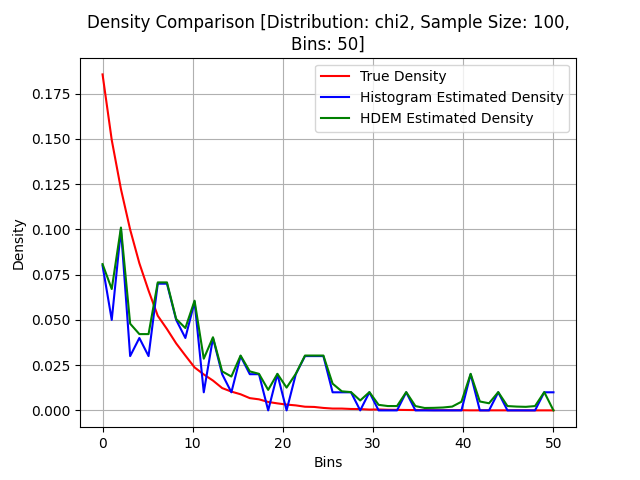 Density Comparison [Distribution: chi2, Sample Size: 100,
Bins: 50]
True Density
Histogram Estimated Density
HDEM Estimated Density
Density
0.175
0.150
0.125
0.100
0.075
0.050
0.025
0.000
0 10 20 30 40 50
Bins